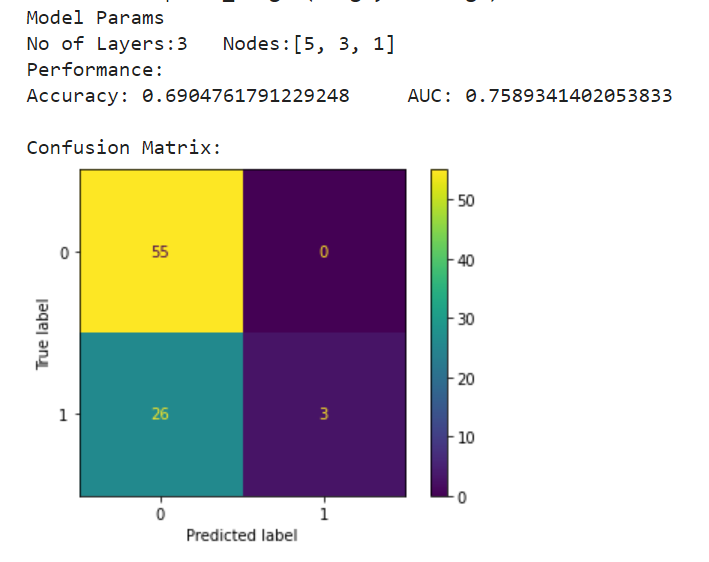 Model Params
No of Layers:3   Nodes:[5, 3, 1]
Performance:
Accuracy: 0.6904761791229248     AUC: 0.7589341402053833
Confusion Matrix:
50
0 55 0
40
True label
30
20
1 26 3
10
0
0 1
Predicted label